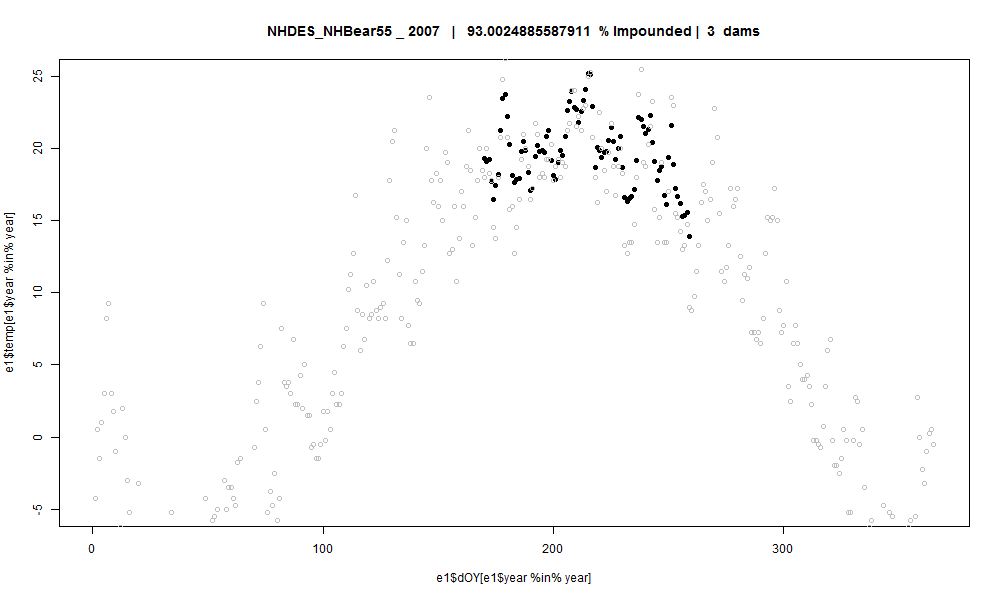 NHDES_NHBear55 _ 2007 | 93.0024885587911 % Impounded | 3 dams
25
20
15
10
5
0
-5
e1$temp[e1$year %in% year]
0 100 200 300
e1$dOY[e1$year %in% year]